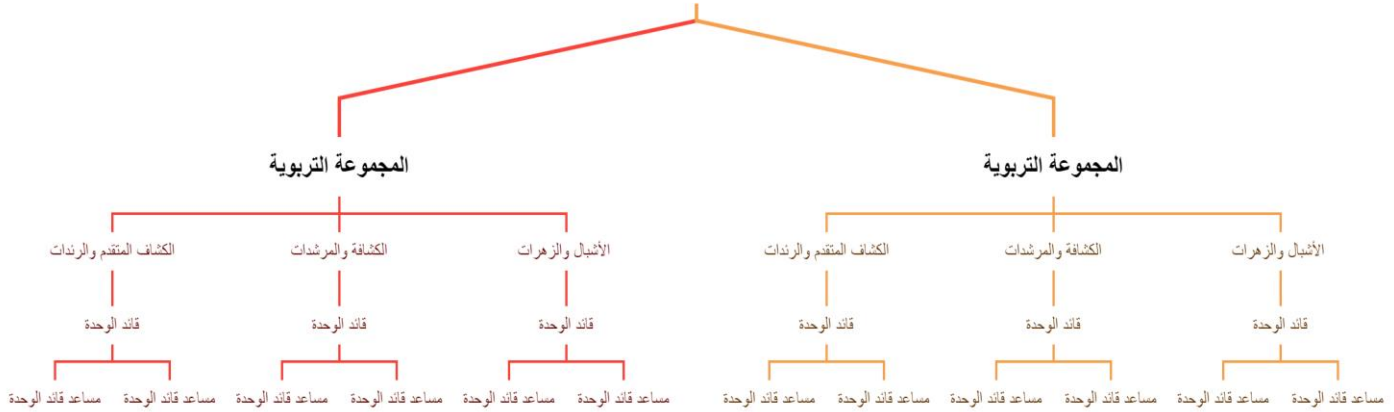 المجموعة التربوية
المجموعة التربوية
الأشبال والزهرات
الكشافة والمرشدات
الكشاف المتقدم والرندات
الأشبال والزهرات
الكشافة والمرشدات
الكشاف المتقدم والرندات
قائد الوحدة
قائد الوحدة
قائد الوحدة
قائد الوحدة
قائد الوحدة
قائد الوحدة
مساعد قائد الوحدة
مساعد قائد الوحدة
مساعد قائد الوحدة
مساعد قائد الوحدة
مساعد قائد الوحدة
مساعد قائد الوحدة
مساعد قائد الوحدة
مساعد قائد الوحدة
مساعد قائد الوحدة
مساعد قائد الوحدة
مساعد قائد الوحدة
مساعد قائد الوحدة